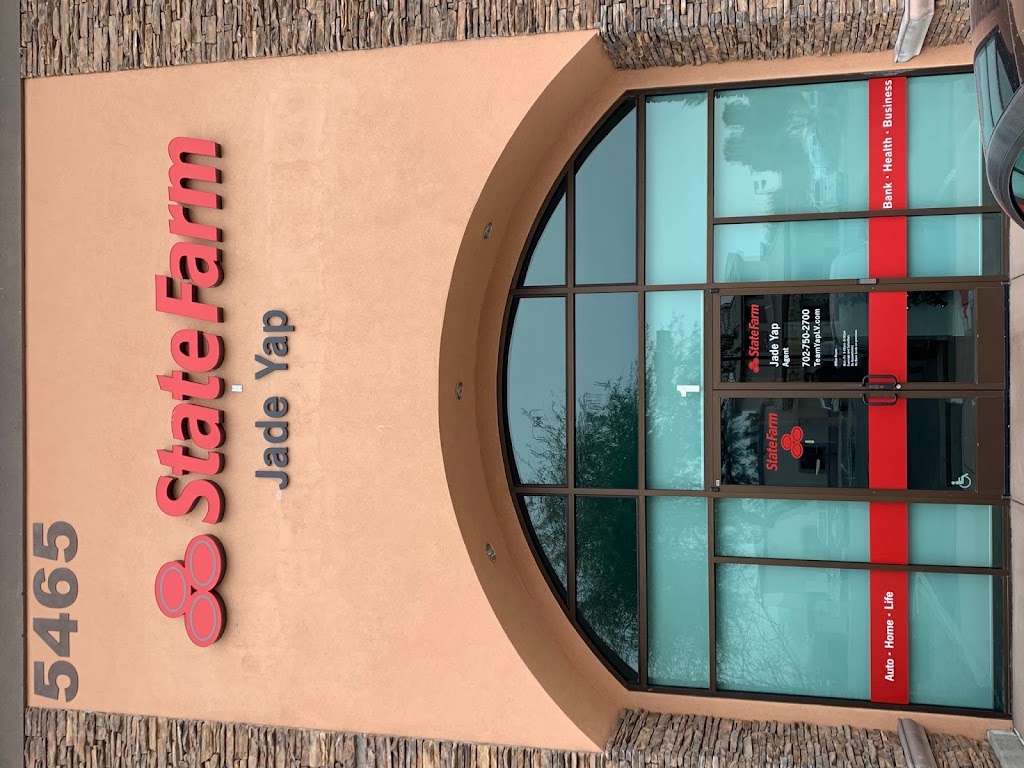 5465
State Farm
Jade Yap
1
State Farm
State Farm
Jade Yap
Agent
702-750-2700
TeamYapLV.com
Auto · Home · Life
Bank · Health · Business